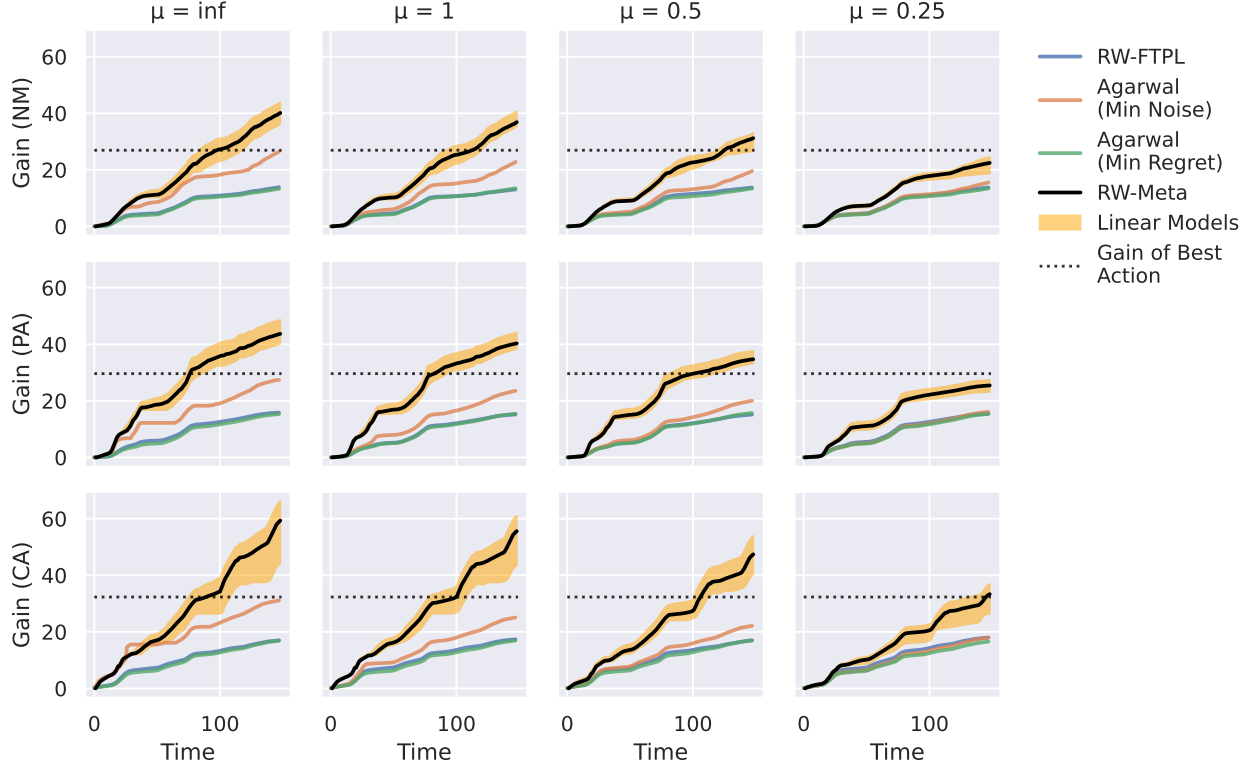 μ = inf
μ = 1
μ = 0.5
μ = 0.25
Gain (NM)
60
40
20
0
Gain (PA)
60
40
20
0
Gain (CA)
60
40
20
0
0
100
0
100
0
100
0
100
Time
Time
Time
Time
RW-FTPL
Agarwal
(Min Noise)
Agarwal
(Min Regret)
RW-Meta
Linear Models
Gain of Best
Action